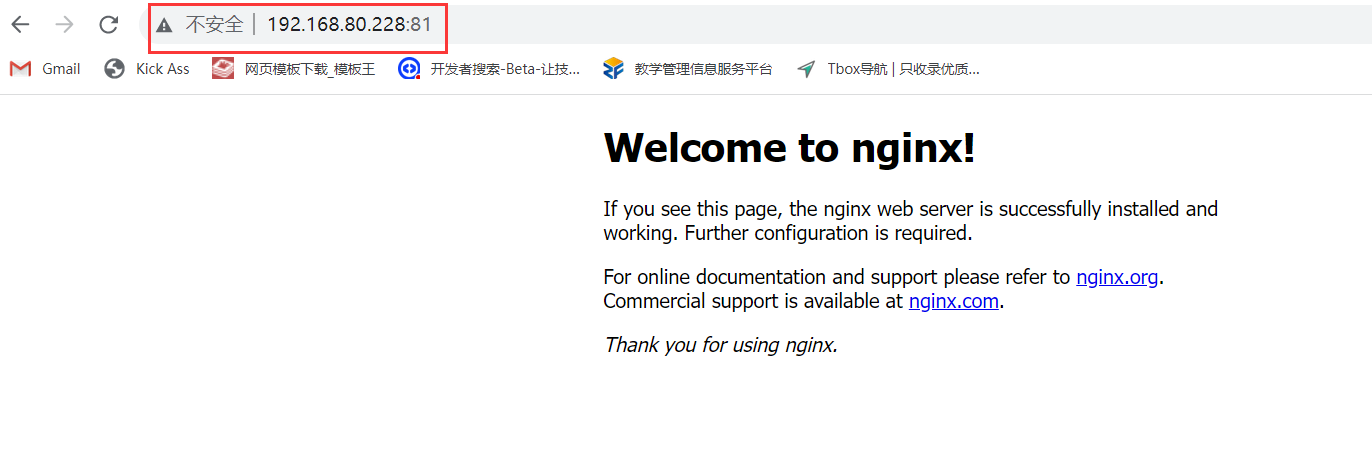 不安全 | 192.168.80.228:81
Gmail Kick Ass 网页模板下载_模板王 开发者搜索-Beta-让技... 教学管理信息服务平台 Tbox导航 | 只收录优质...
Welcome to nginx!
If you see this page, the nginx web server is successfully installed and
working. Further configuration is required.
For online documentation and support please refer to nginx.org.
Commercial support is available at nginx.com.
Thank you for using nginx.